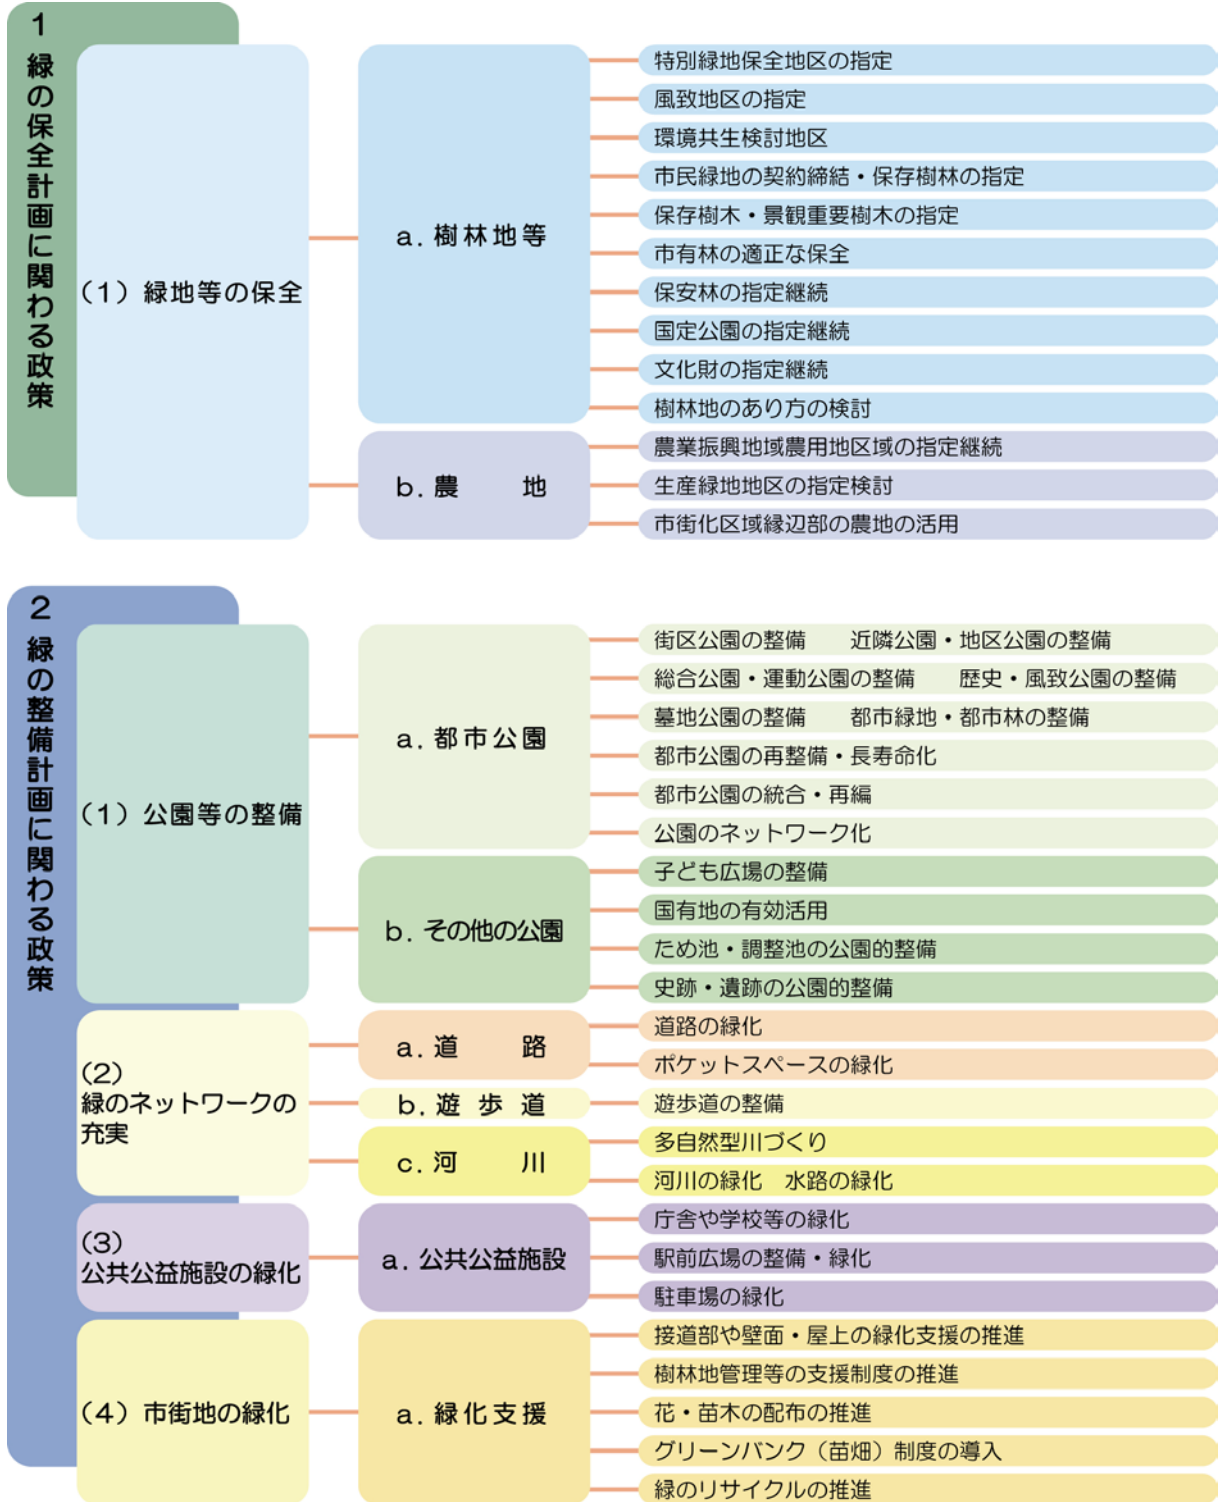 1 緑の保全計画に関わる政策
(1)緑地等の保全
a.樹林地等
特別緑地保全地区の指定
風致地区の指定
環境共生検討地区
市民緑地の契約締結・保存樹林の指定
保存樹木・景観重要樹木の指定
市有林の適正な保全
保安林の指定継続
国定公園の指定継続
文化財の指定継続
樹林地のあり方の検討
b.農 地
農業振興地域農用地区域の指定継続
生産緑地地区の指定検討
市街化区域縁辺部の農地の活用
2 緑の整備計画に関わる政策
(1)公園等の整備
a.都市公園
街区公園の整備 近隣公園・地区公園の整備
総合公園・運動公園の整備 歴史・風致公園の整備
墓地公園の整備 都市緑地・都市林の整備
都市公園の再整備・長寿命化
都市公園の統合・再編
公園のネットワーク化
b.その他の公園
子ども広場の整備
国有地の有効活用
ため池・調整池の公園的整備
史跡・遺跡の公園的整備
(2)
緑のネットワークの
充実
a.道 路
道路の緑化
ポケットスペースの緑化
b.遊歩道
遊歩道の整備
c.河 川
多自然型川づくり
河川の緑化 水路の緑化
(3)
公共公益施設の緑化
a.公共公益施設
庁舎や学校等の緑化
駅前広場の整備・緑化
駐車場の緑化
(4)市街地の緑化
a.緑化支援
接道部や壁面・屋上の緑化支援の推進
樹林地管理等の支援制度の推進
花・苗木の配布の推進
グリーンバンク(苗畑)制度の導入
緑のリサイクルの推進